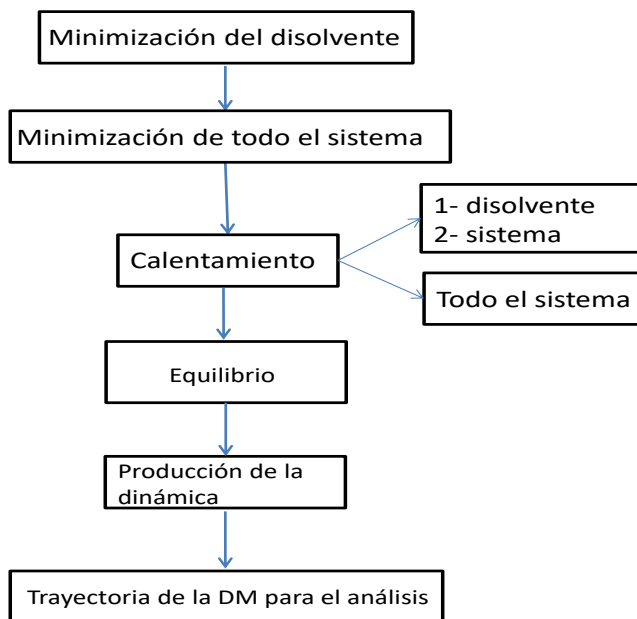 Minimización del disolvente
Minimización de todo el sistema
Calentamiento
1- disolvente
2- sistema
Todo el sistema
Equilibrio
Producción de la
dinámica
Trayectoria de la DM para el análisis